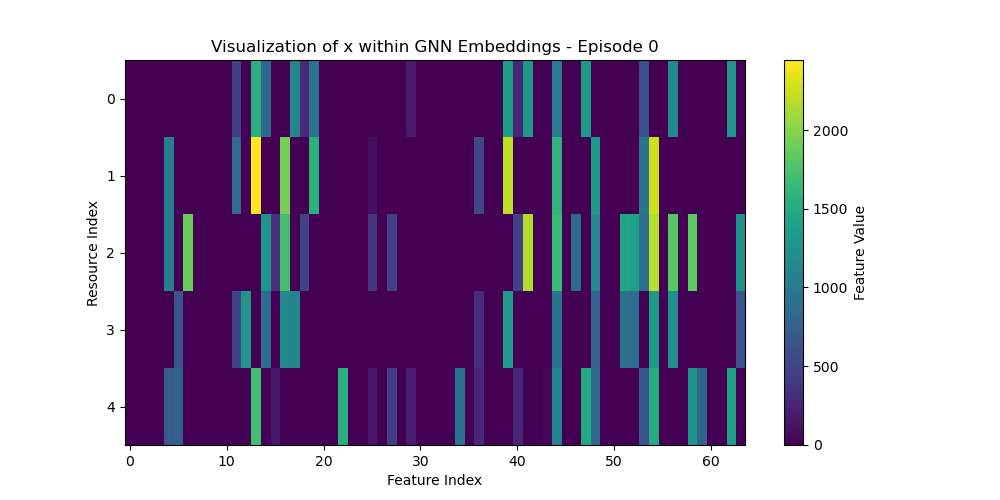 Visualization of x within GNN Embeddings - Episode 0
Resource Index
0
1
2
3
4
0 10 20 30 40 50 60
Feature Index
2000
1500
1000
500
0
Feature Value